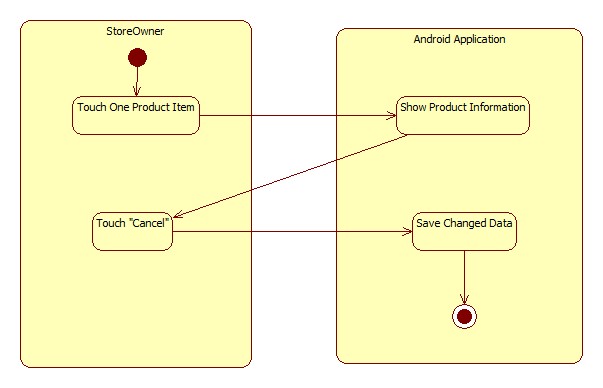 StoreOwner
Android Application
Touch One Product Item
Show Product Information
Touch "Cancel"
Save Changed Data